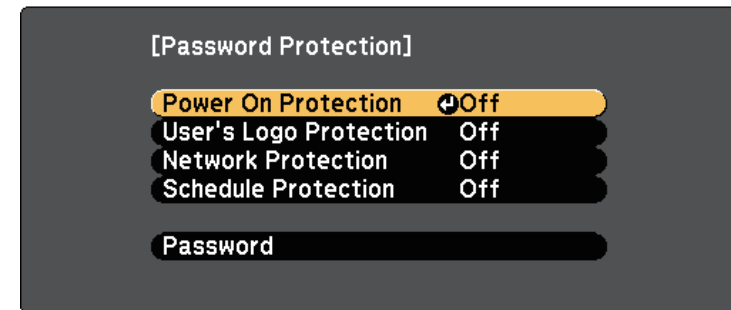 [Password Protection]
Power On Protection Off
User's Logo Protection Off
Network Protection Off
Schedule Protection Off
Password